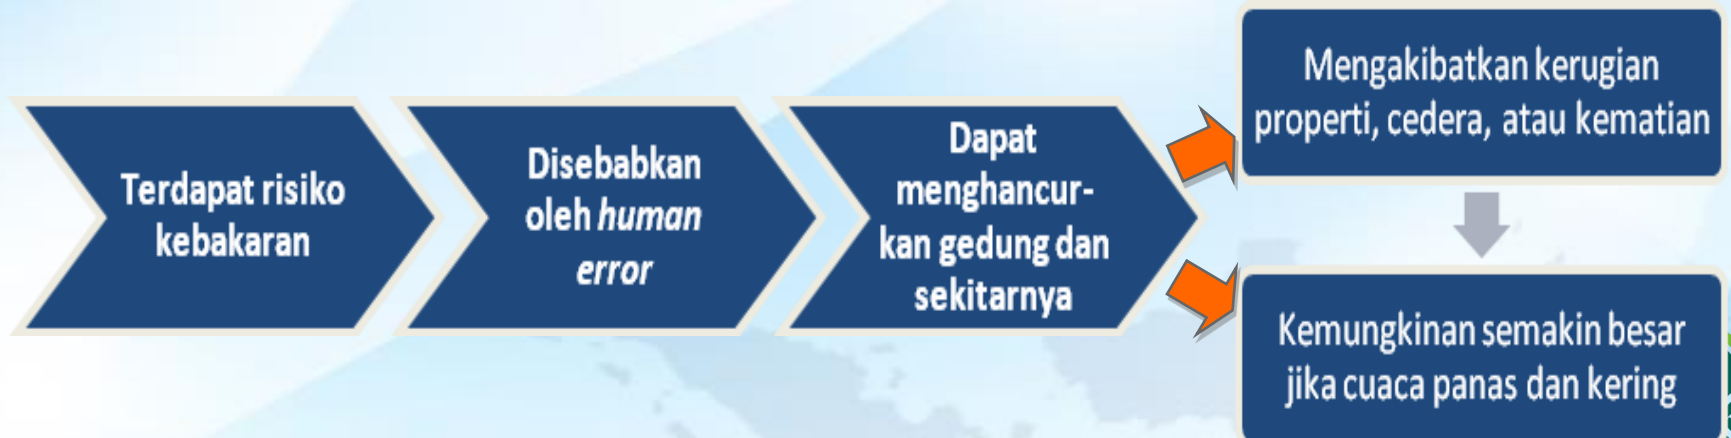 Terdapat risiko
kebakaran
Disebabkan
oleh human
error
Dapat
menghancur-
kan gedung dan
sekitarnya
Mengakibatkan kerugian
properti, cedera, atau kematian
Kemungkinan semakin besar
jika cuaca panas dan kering